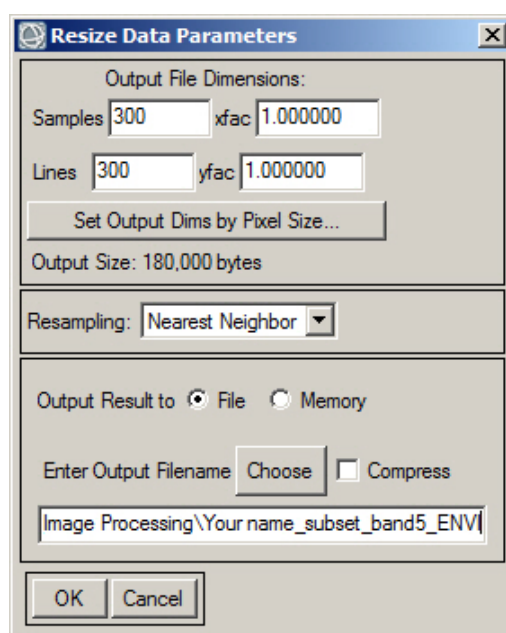 Resize Data Parameters
Output File Dimensions:
Samples 300 xfac 1.000000
Lines 300 yfac 1.000000
Set Output Dims by Pixel Size...
Output Size: 180,000 bytes
Resampling: Nearest Neighbor
Output Result to File Memory
Enter Output Filename Choose Compress
Image Processing\Your name_subset_band5_ENVI
OK Cancel